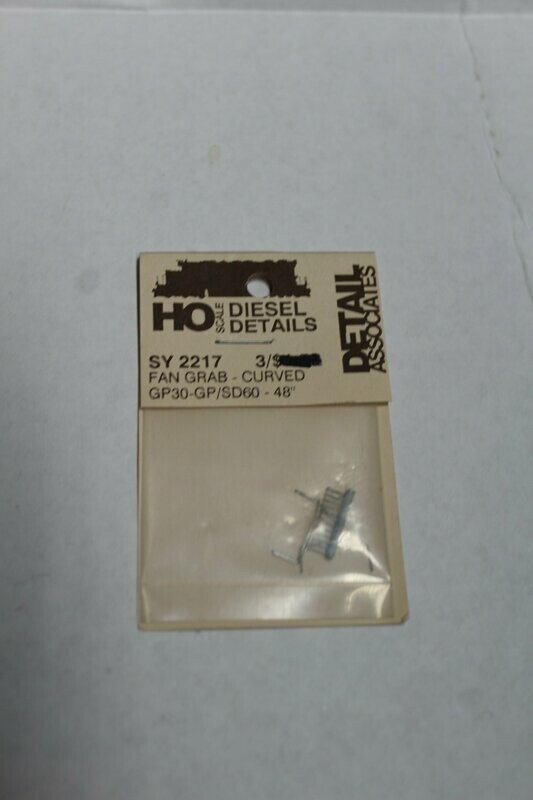 HO SCALE DIESEL
DETAILS
DETAIL
ASSOCIATES
SY 2217 3/$
FAN GRAB - CURVED
GP30-GP/SD60 - 48"